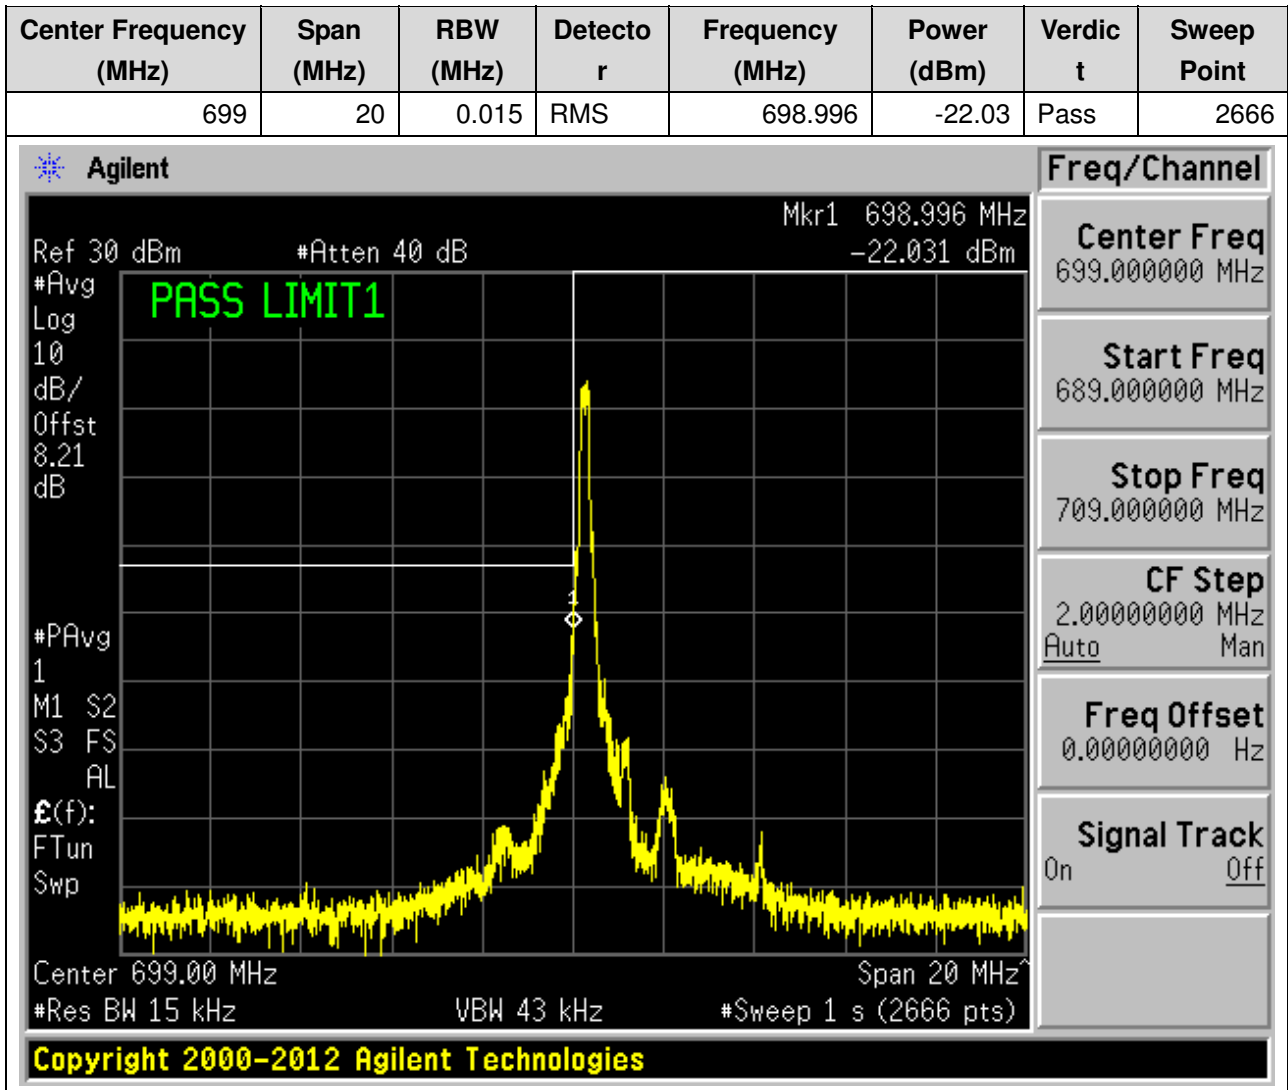 Center Frequency Span RBW Detecto Frequency Power Verdic Sweep
(MHz) (MHz) (MHz) r (MHz) (dBm) t Point
699 20 0.015 RMS 698.996 -22.03 Pass 2666
Agilent Freq/Channel
Mkr1 698.996 MHz
Ref 30 dBm #Atten 40 dB -22.031 dBm
#Avg
Log
10
dB/
Offst
8.21
dB
PASS LIMIT1
1
#PAvg
1
M1 S2
S3 FS
AL
£(f):
FTun
Swp
Center 699.00 MHz Span 20 MHz^
#Res BW 15 kHz VBW 43 kHz #Sweep 1 s (2666 pts)
Center Freq
699.000000 MHz
Start Freq
689.000000 MHz
Stop Freq
709.000000 MHz
CF Step
2.00000000 MHz
Auto Man
Freq Offset
0.00000000 Hz
Signal Track
On Off
Copyright 2000-2012 Agilent Technologies